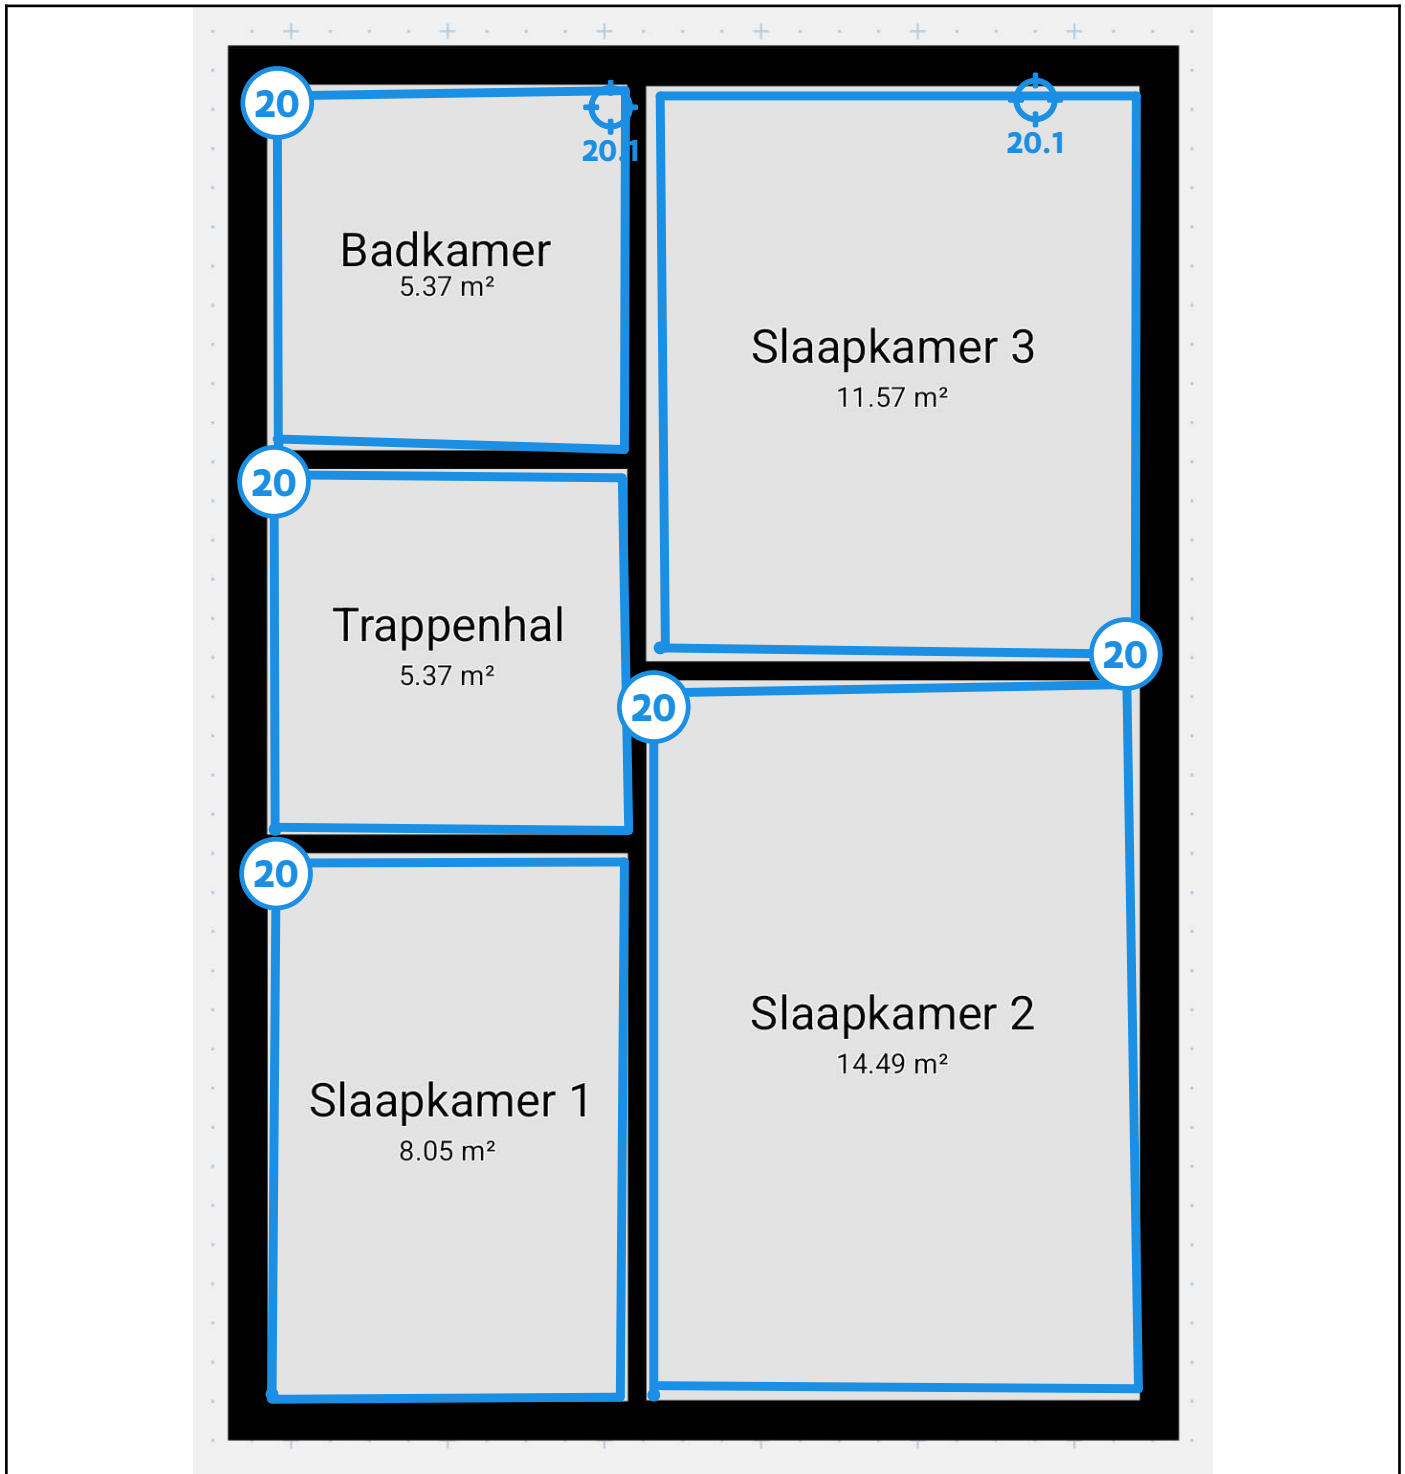 20
20.1
Badkamer
5.37 m²
20.1
Slaapkamer 3
11.57 m²
20
Trappenhal
5.37 m²
20
20
Slaapkamer 2
14.49 m²
20
Slaapkamer 1
8.05 m²